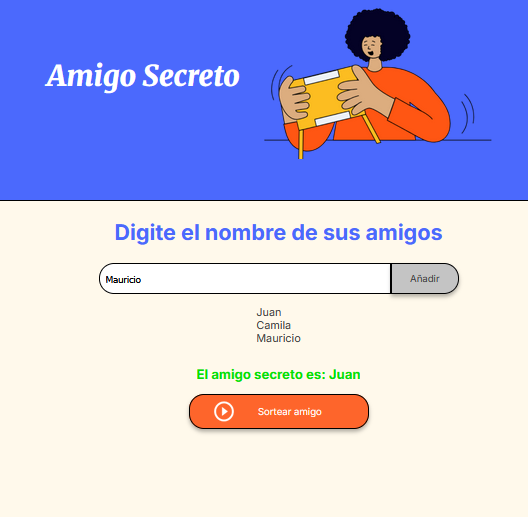 Amigo Secreto
Digite el nombre de sus amigos
Mauricio
Añadir
Juan
Camila
Mauricio
El amigo secreto es: Juan
Sortear amigo